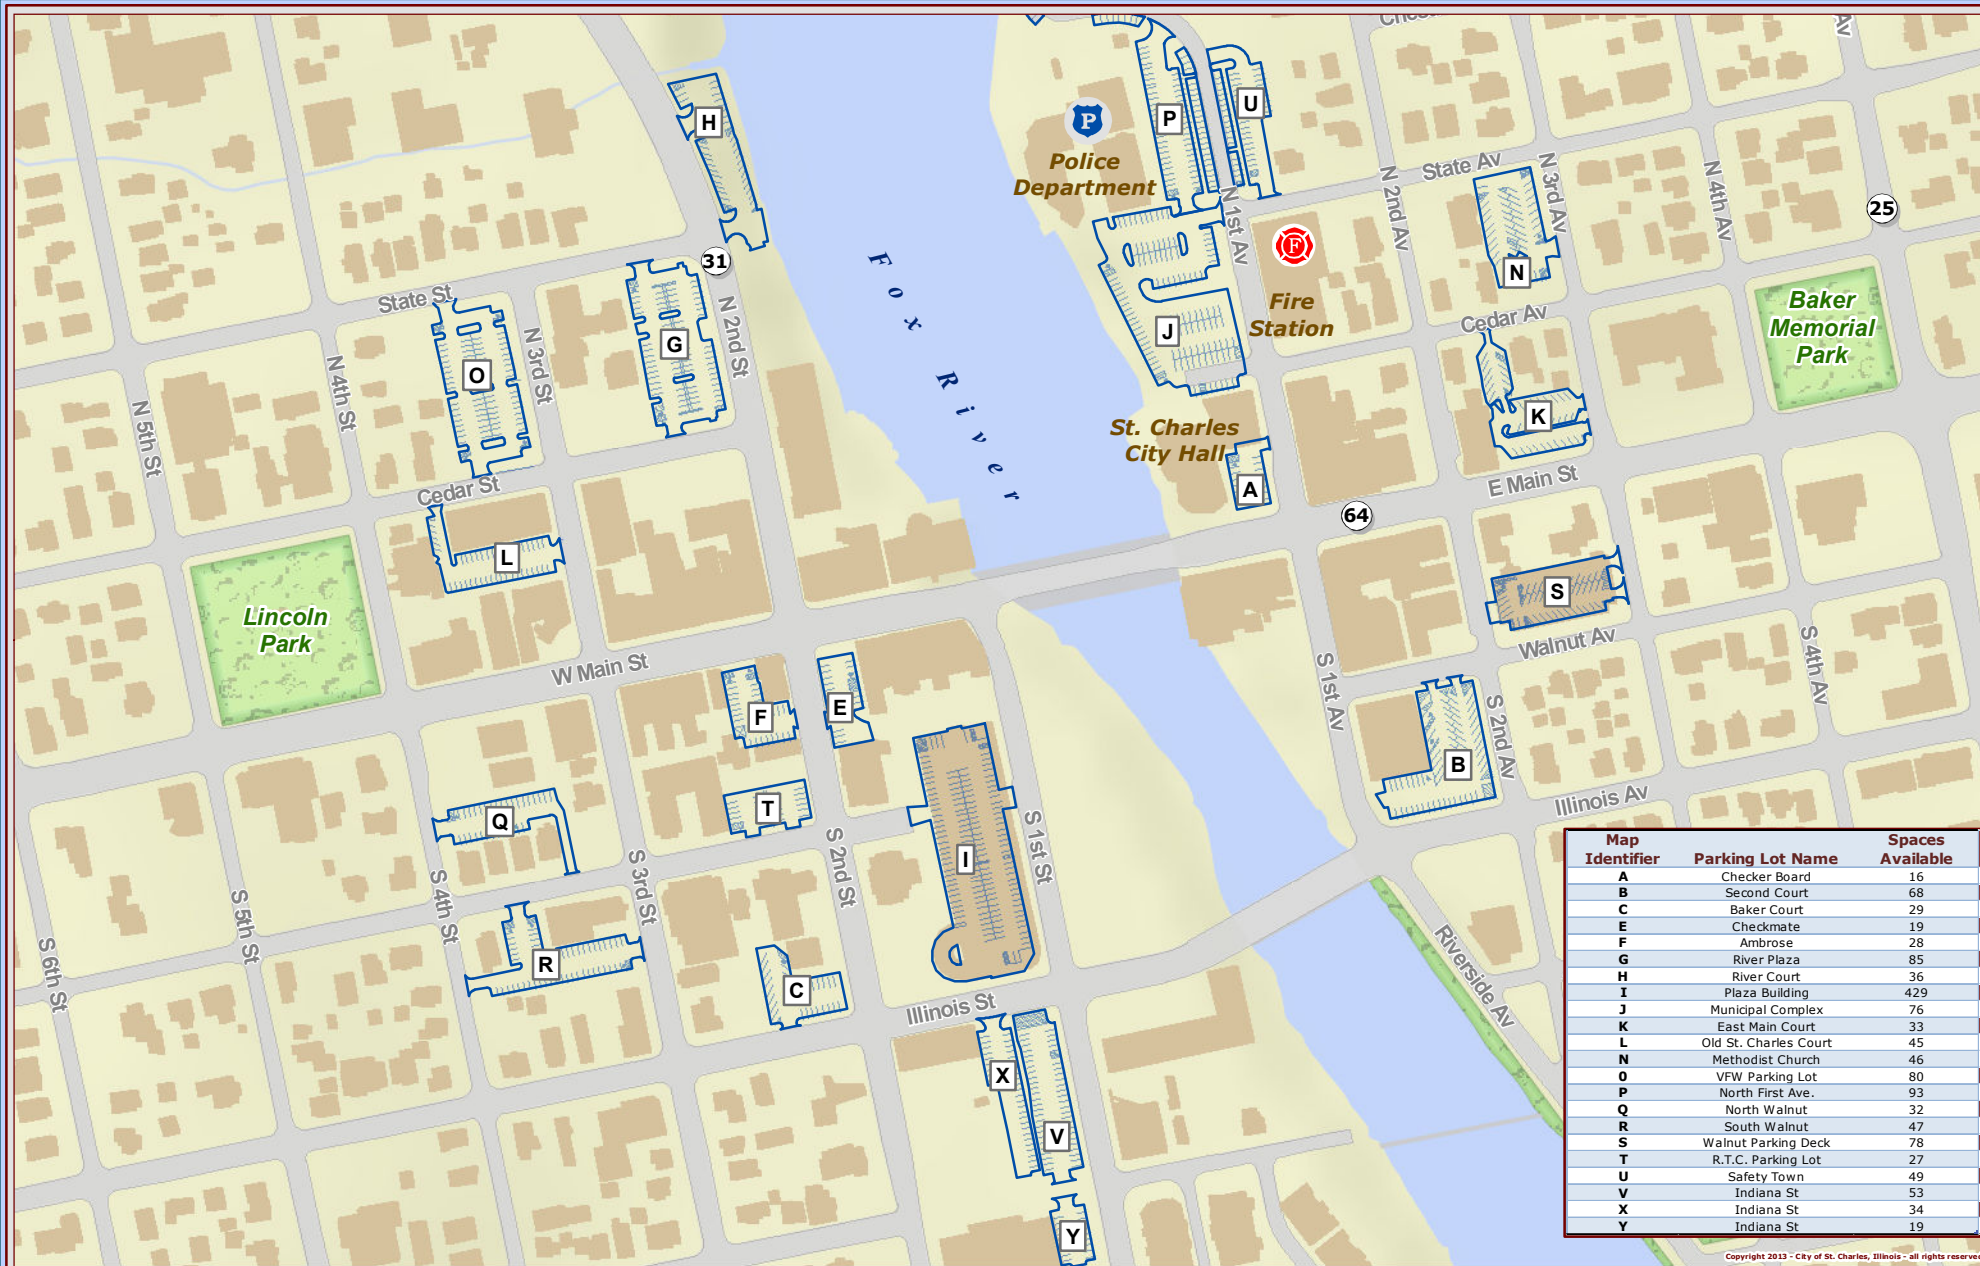 H
P
U
P
Police
Department
State Av
N 3rd Av
N 2nd Av
N 4th Av
25
N 1st Av
F
Fire
Station
31
State St
N 2nd St
G
N 3rd St
O
N 4th St
N 5th St
Fox River
J
N
Cedar Av
Baker
Memorial
Park
K
St. Charles
City Hall
A
E Main St
64
Cedar St
L
S
Walnut Av
Lincoln
Park
W Main St
F
E
S 1st Av
S 2nd Av
S 4th Av
B
Illinois Av
T
Q
S 2nd St
I
S 1st St
S 3rd St
S 4th St
S 5th St
S 6th St
R
C
Illinois St
Riverside Av
X
V
Y
Map Identifier Parking Lot Name Spaces Available
A Checker Board 16
B Second Court 68
C Baker Court 29
E Checkmate 19
F Ambrose 28
G River Plaza 85
H River Court 36
I Plaza Building 429
J Municipal Complex 76
K East Main Court 33
L Old St. Charles Court 45
N Methodist Church 46
0 VFW Parking Lot 80
P North First Ave. 93
Q North Walnut 32
R South Walnut 47
S Walnut Parking Deck 78
T R.T.C. Parking Lot 27
U Safety Town 49
V Indiana St 53
X Indiana St 34
Y Indiana St 19
Copyright 2013 - City of St. Charles, Illinois - all rights